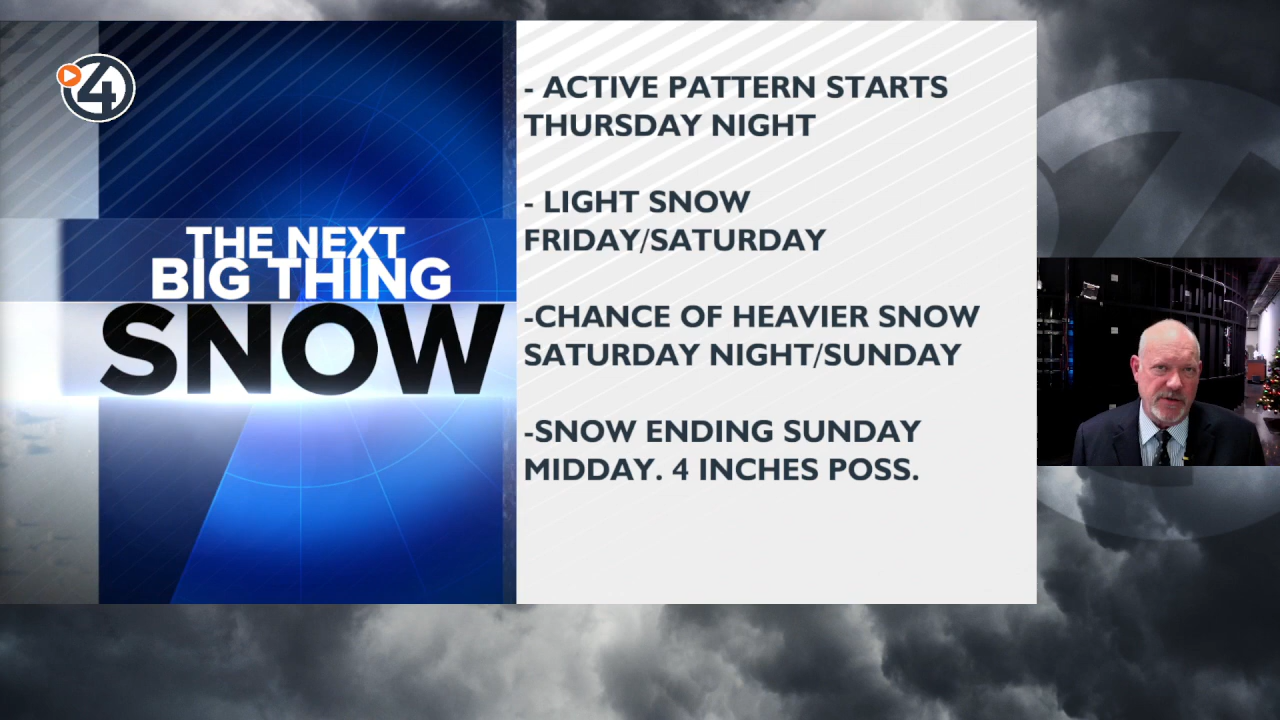 4
THE NEXT
BIG THING
SNOW
- ACTIVE PATTERN STARTS
THURSDAY NIGHT
- LIGHT SNOW
FRIDAY/SATURDAY
-CHANCE OF HEAVIER SNOW
SATURDAY NIGHT/SUNDAY
-SNOW ENDING SUNDAY
MIDDAY. 4 INCHES POSS.